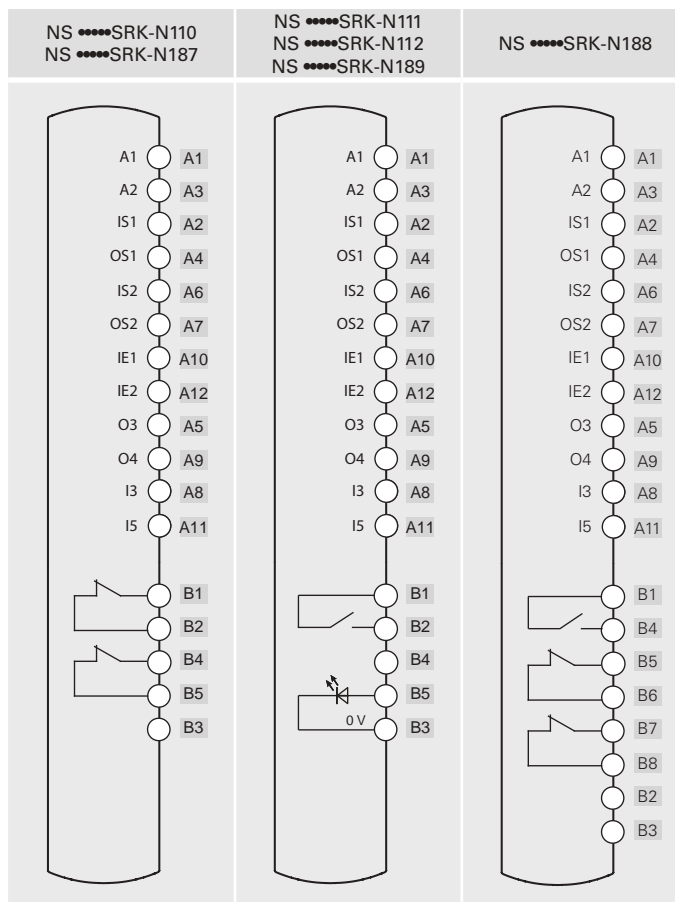 NS •••••SRK-N110
NS •••••SRK-N187
NS •••••SRK-N111
NS •••••SRK-N112
NS •••••SRK-N189
NS •••••SRK-N188
A1 A1
A2 A3
IS1 A2
OS1 A4
IS2 A6
OS2 A7
IE1 A10
IE2 A12
O3 A5
O4 A9
I3 A8
I5 A11
B1
B2
B4
B5
B3
A1 A1
A2 A3
IS1 A2
OS1 A4
IS2 A6
OS2 A7
IE1 A10
IE2 A12
O3 A5
O4 A9
I3 A8
I5 A11
B1
B2
B4
B5
0 V B3
A1 A1
A2 A3
IS1 A2
OS1 A4
IS2 A6
OS2 A7
IE1 A10
IE2 A12
O3 A5
O4 A9
I3 A8
I5 A11
B1
B4
B5
B6
B7
B8
B2
B3